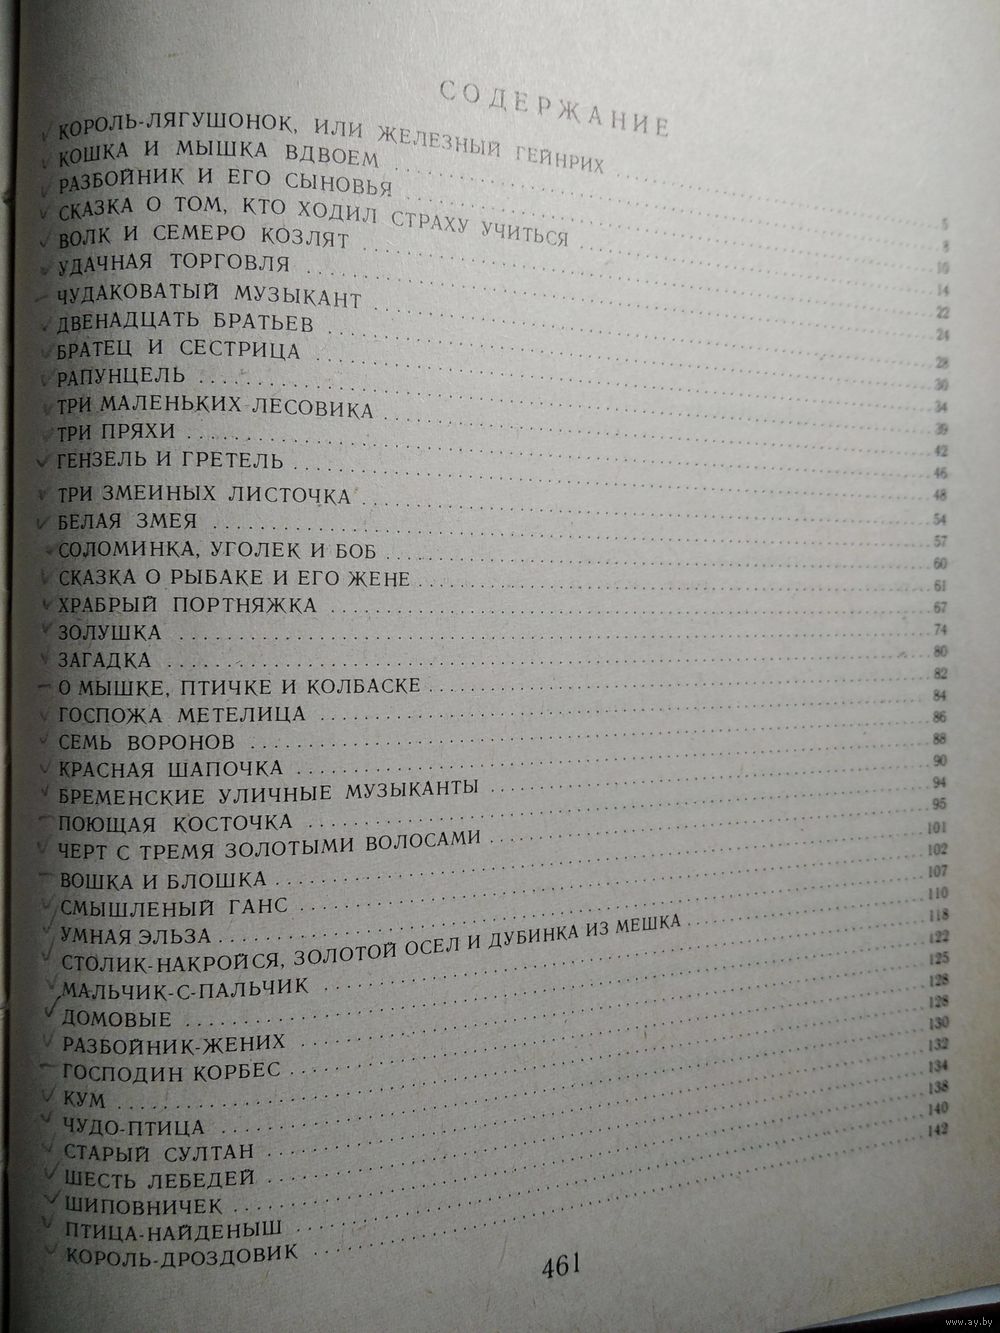 СОДЕРЖАНИЕ
КОРОЛЬ-ЛЯГУШОНОК, ИЛИ ЖЕЛЕЗНЫЙ ГЕЙНРИХ 5
КОШКА И МЫШКА ВДВОЕМ 8
РАЗБОЙНИК И ЕГО СЫНОВЬЯ 10
СКАЗКА О ТОМ, КТО ХОДИЛ СТРАХУ УЧИТЬСЯ 14
ВОЛК И СЕМЕРО КОЗЛЯТ 22
УДАЧНАЯ ТОРГОВЛЯ 24
ЧУДАКОВАТЫЙ МУЗЫКАНТ 28
ДВЕНАДЦАТЬ БРАТЬЕВ 30
БРАТЕЦ И СЕСТРИЦА 34
РАПУНЦЕЛЬ 39
ТРИ МАЛЕНЬКИХ ЛЕСОВИКА 42
ТРИ ПРЯХИ 46
ГЕНЗЕЛЬ И ГРЕТЕЛЬ 48
ТРИ ЗМЕИНЫХ ЛИСТОЧКА 54
БЕЛАЯ ЗМЕЯ 57
СОЛОМИНКА, УГОЛЕК И БОБ 60
СКАЗКА О РЫБАКЕ И ЕГО ЖЕНЕ 61
ХРАБРЫЙ ПОРТНЯЖКА 67
ЗОЛУШКА 74
ЗАГАДКА 80
О МЫШКЕ, ПТИЧКЕ И КОЛБАСКЕ 82
ГОСПОЖА МЕТЕЛИЦА 84
СЕМЬ ВОРОНОВ 86
КРАСНАЯ ШАПОЧКА 88
БРЕМЕНСКИЕ УЛИЧНЫЕ МУЗЫКАНТЫ 90
ПОЮЩАЯ КОСТОЧКА 94
ЧЕРТ С ТРЕМЯ ЗОЛОТЫМИ ВОЛОСАМИ 95
ВОШКА И БЛОШКА 101
СМЫШЛЕНЫЙ ГАНС 102
УМНАЯ ЭЛЬЗА 107
СТОЛИК-НАКРОЙСЯ, ЗОЛОТОЙ ОСЕЛ И ДУБИНКА ИЗ МЕШКА 110
МАЛЬЧИК-С-ПАЛЬЧИК 118
ДОМОВЫЕ 122
РАЗБОЙНИК-ЖЕНИХ 125
ГОСПОДИН КОРБЕС 128
КУМ 128
ЧУДО-ПТИЦА 130
СТАРЫЙ СУЛТАН 132
ШЕСТЬ ЛЕБЕДЕЙ 134
ШИПОВНИЧЕК 138
ПТИЦА-НАЙДЕНЫШ 140
КОРОЛЬ-ДРОЗДОВИК 142
461
www.ay.by